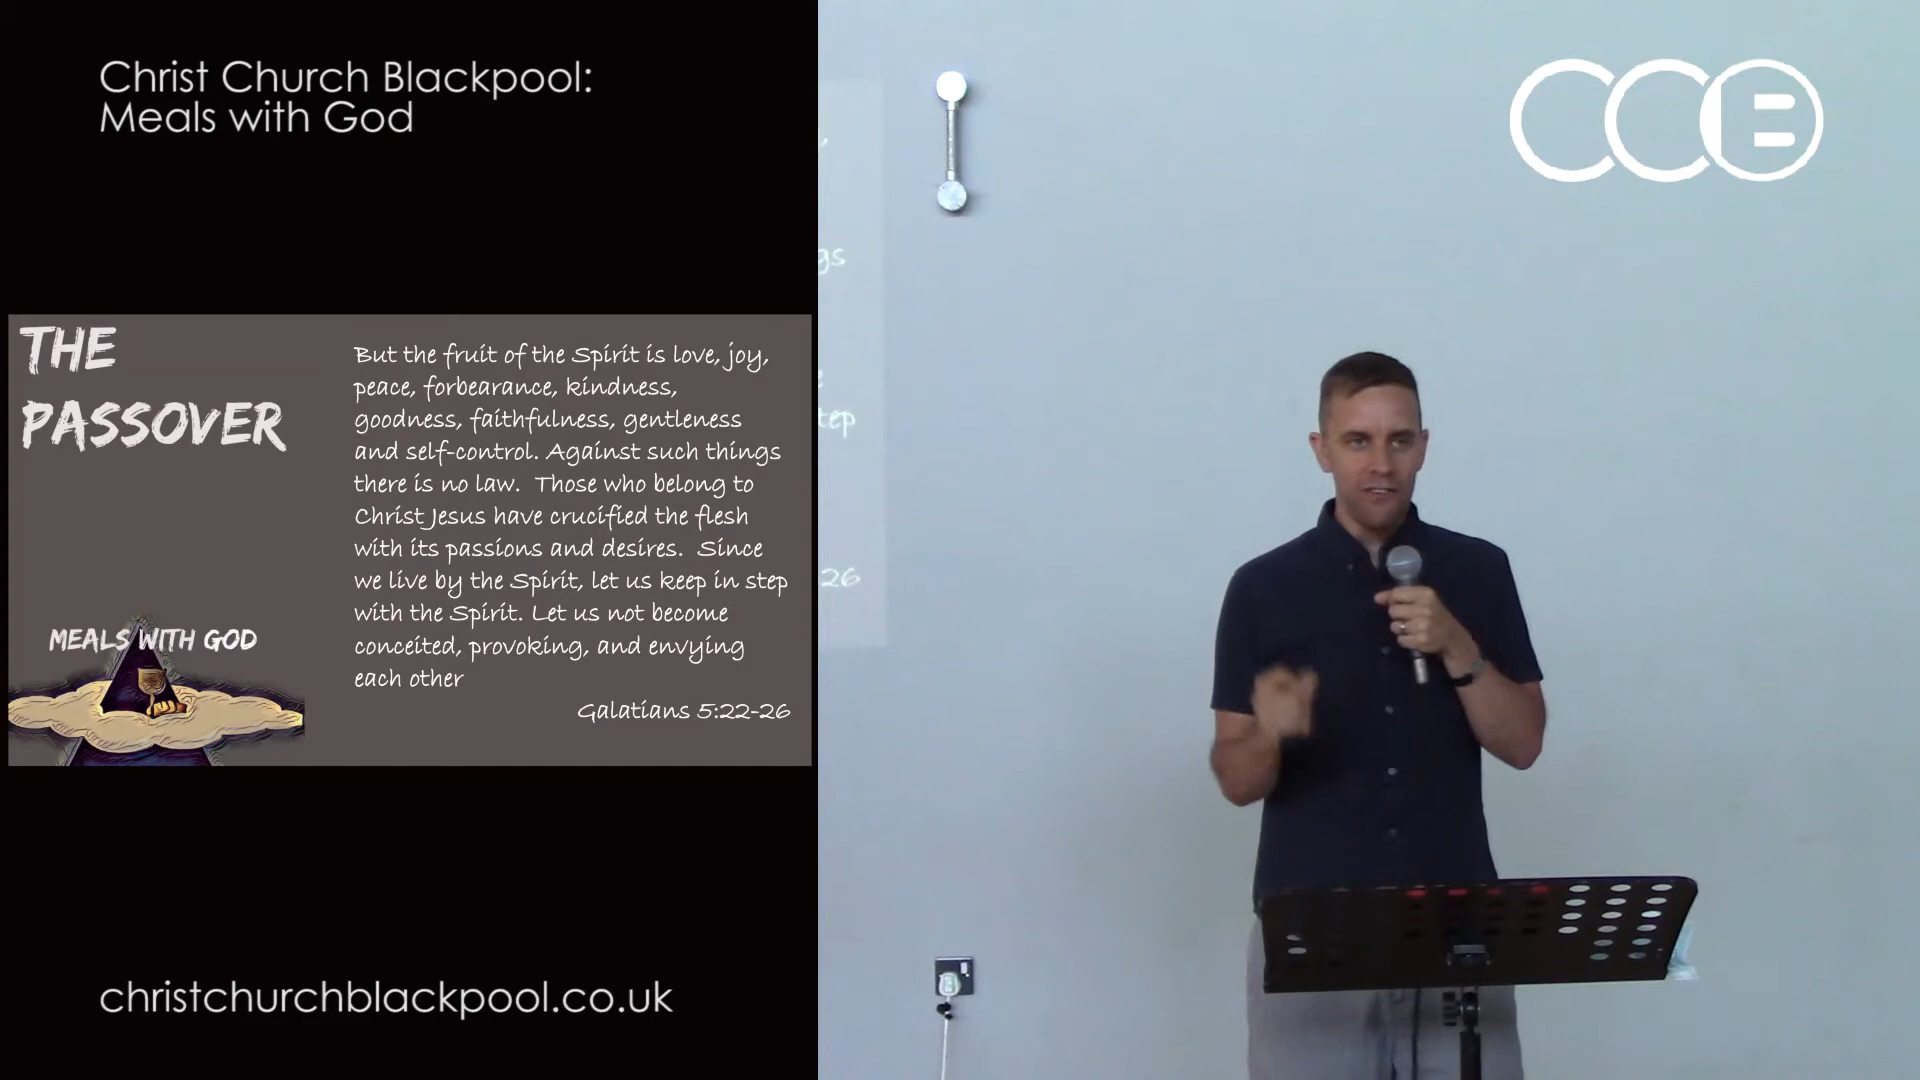 Christ Church Blackpool:
Meals with God
THE
PASSOVER
MEALS WITH GOD
But the fruit of the Spirit is love, joy,
peace, forbearance, kindness,
goodness, faithfulness, gentleness
and self-control. Against such things
there is no law. Those who belong to
Christ Jesus have crucified the flesh
with its passions and desires. Since
we live by the Spirit, let us keep in step
with the Spirit. Let us not become
conceited, provoking, and envying
each other
Galatians 5:22-26
christchurchblackpool.co.uk
,
gs
e
tep
26
CCB